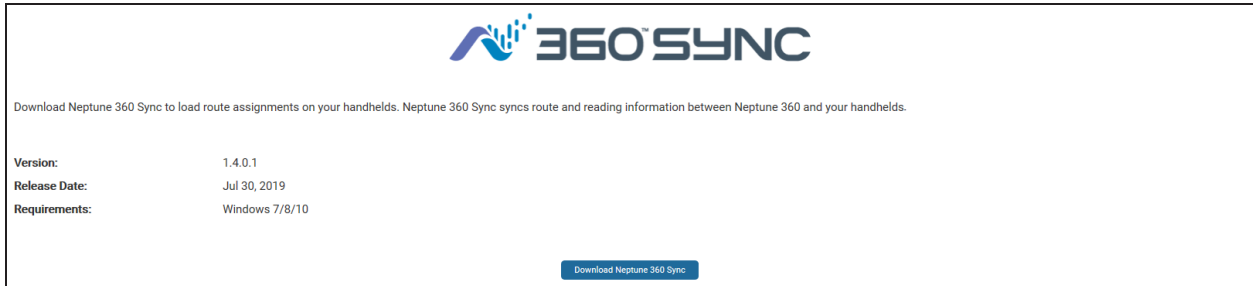 360™SYNC
Download Neptune 360 Sync to load route assignments on your handhelds. Neptune 360 Sync syncs route and reading information between Neptune 360 and your handhelds.
Version: 1.4.0.1
Release Date: Jul 30, 2019
Requirements: Windows 7/8/10
Download Neptune 360 Sync